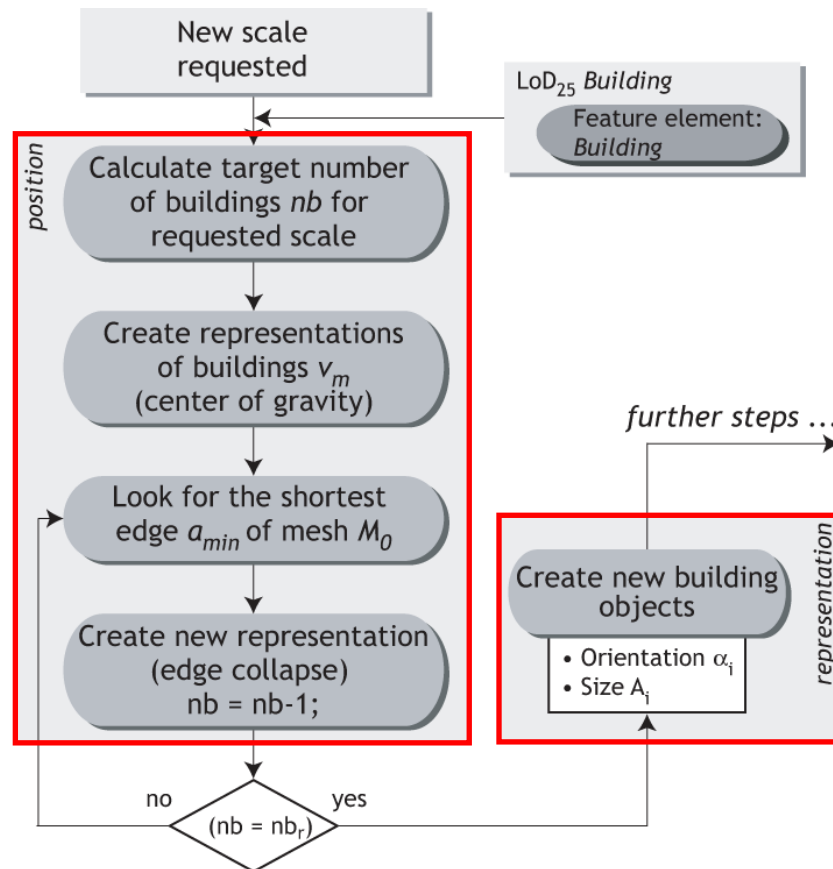 New scale
requested
LoD25 Building
Feature element:
Building
position
Calculate target number
of buildings nb for
requested scale
Create representations
of buildings vm
(center of gravity)
Look for the shortest
edge amin of mesh M0
Create new representation
(edge collapse)
nb = nb-1;
no
yes
(nb = nbr)
further steps ...
representation
Create new building
objects
• Orientation αi
• Size Ai